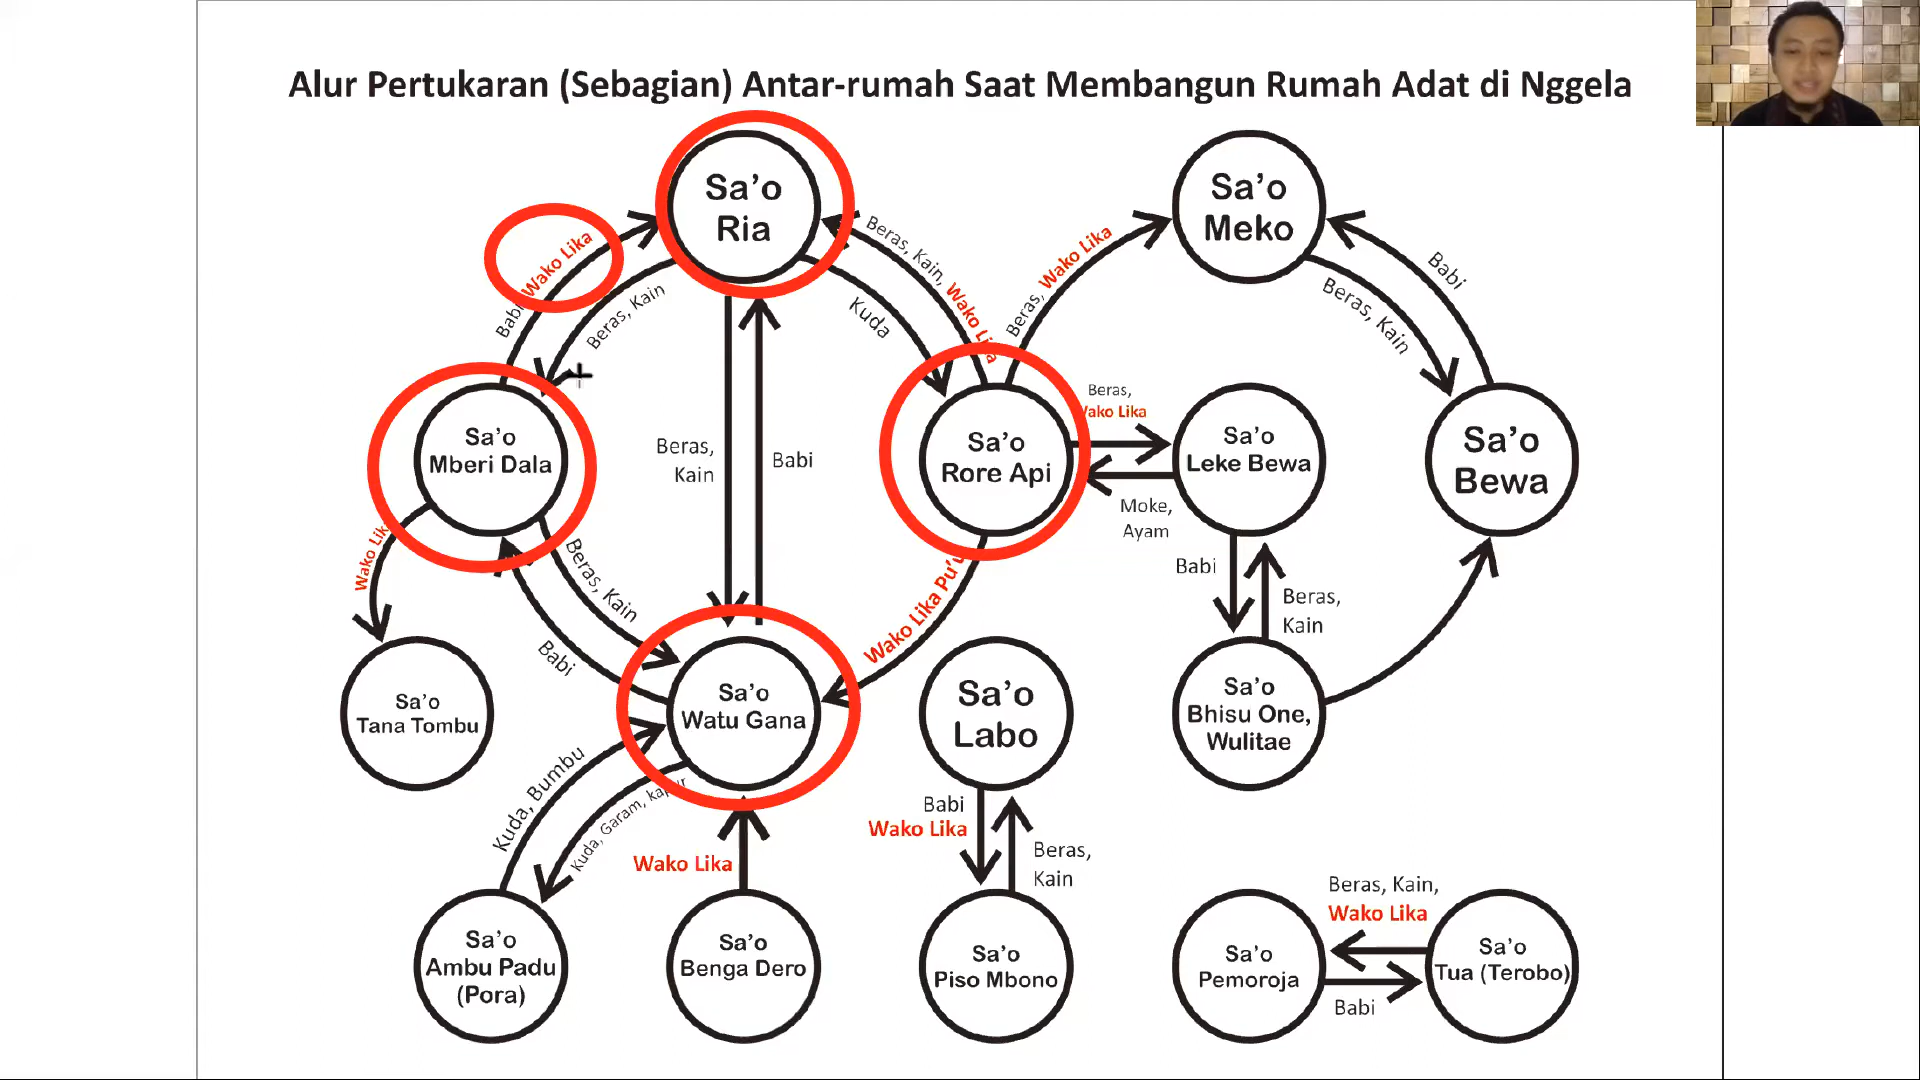 Alur Pertukaran (Sebagian) Antar-rumah Saat Membangun Rumah Adat di Nggela
Sa’o
Ria
Sa’o
Meko
Babi
Wako Lika
Beras, Kain
Kuda
Beras, Kain, Wako Lika
Beras, Wako Lika
Beras, Kain
Babi
Sa’o
Mberi Dala
Beras,
Kain
Babi
Sa’o
Rore Api
Beras,
Wako Lika
Moke,
Ayam
Sa’o
Leke Bewa
Sa’o
Bewa
Wako Lika
Beras, Kain
Babi
Wako Lika Pu’u
Babi
Beras,
Kain
Sa’o
Tana Tombu
Sa’o
Watu Gana
Sa’o
Labo
Sa’o
Bhisu One,
Wulitae
Kuda, Bumbu
Kuda, Garam, kapur
Wako Lika
Babi
Wako Lika
Beras,
Kain
Sa’o
Ambu Padu
(Pora)
Sa’o
Benga Dero
Sa’o
Piso Mbono
Sa’o
Pemoroja
Beras, Kain,
Wako Lika
Babi
Sa’o
Tua (Terobo)